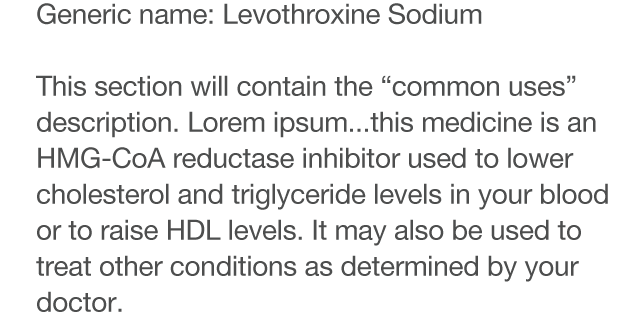 Generic name: Levothroxine Sodium
This section will contain the “common uses”
description. Lorem ipsum...this medicine is an
HMG-CoA reductase inhibitor used to lower
cholesterol and triglyceride levels in your blood
or to raise HDL levels. It may also be used to
treat other conditions as determined by your
doctor.